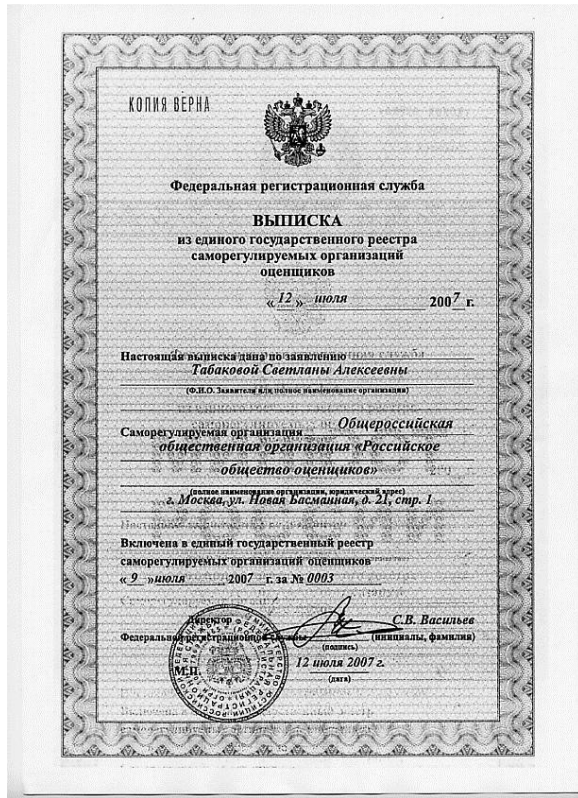 КОПИЯ ВЕРНА
Федеральная регистрационная служба
ВЫПИСКА
из единого государственного реестра
саморегулируемых организаций
оценщиков
« 12 » июля 2007 г.
Настоящая выписка дана по заявлению
Табаковой Светланы Алексеевны
(Ф.И.О. Заявителя или полное наименование организации)
Саморегулируемая организация Общероссийская
общественная организация «Российское
общество оценщиков»
(полное наименование организации, юридический адрес)
г. Москва, ул. Новая Басманная, д. 21, стр. 1
Включена в единый государственный реестр
саморегулируемых организаций оценщиков
« 9 » июля 2007 г. за № 0003
Директор С.В. Васильев
Федеральной регистрационной службы (инициалы, фамилия)
(подпись)
М.П. 12 июля 2007 г.
(дата)